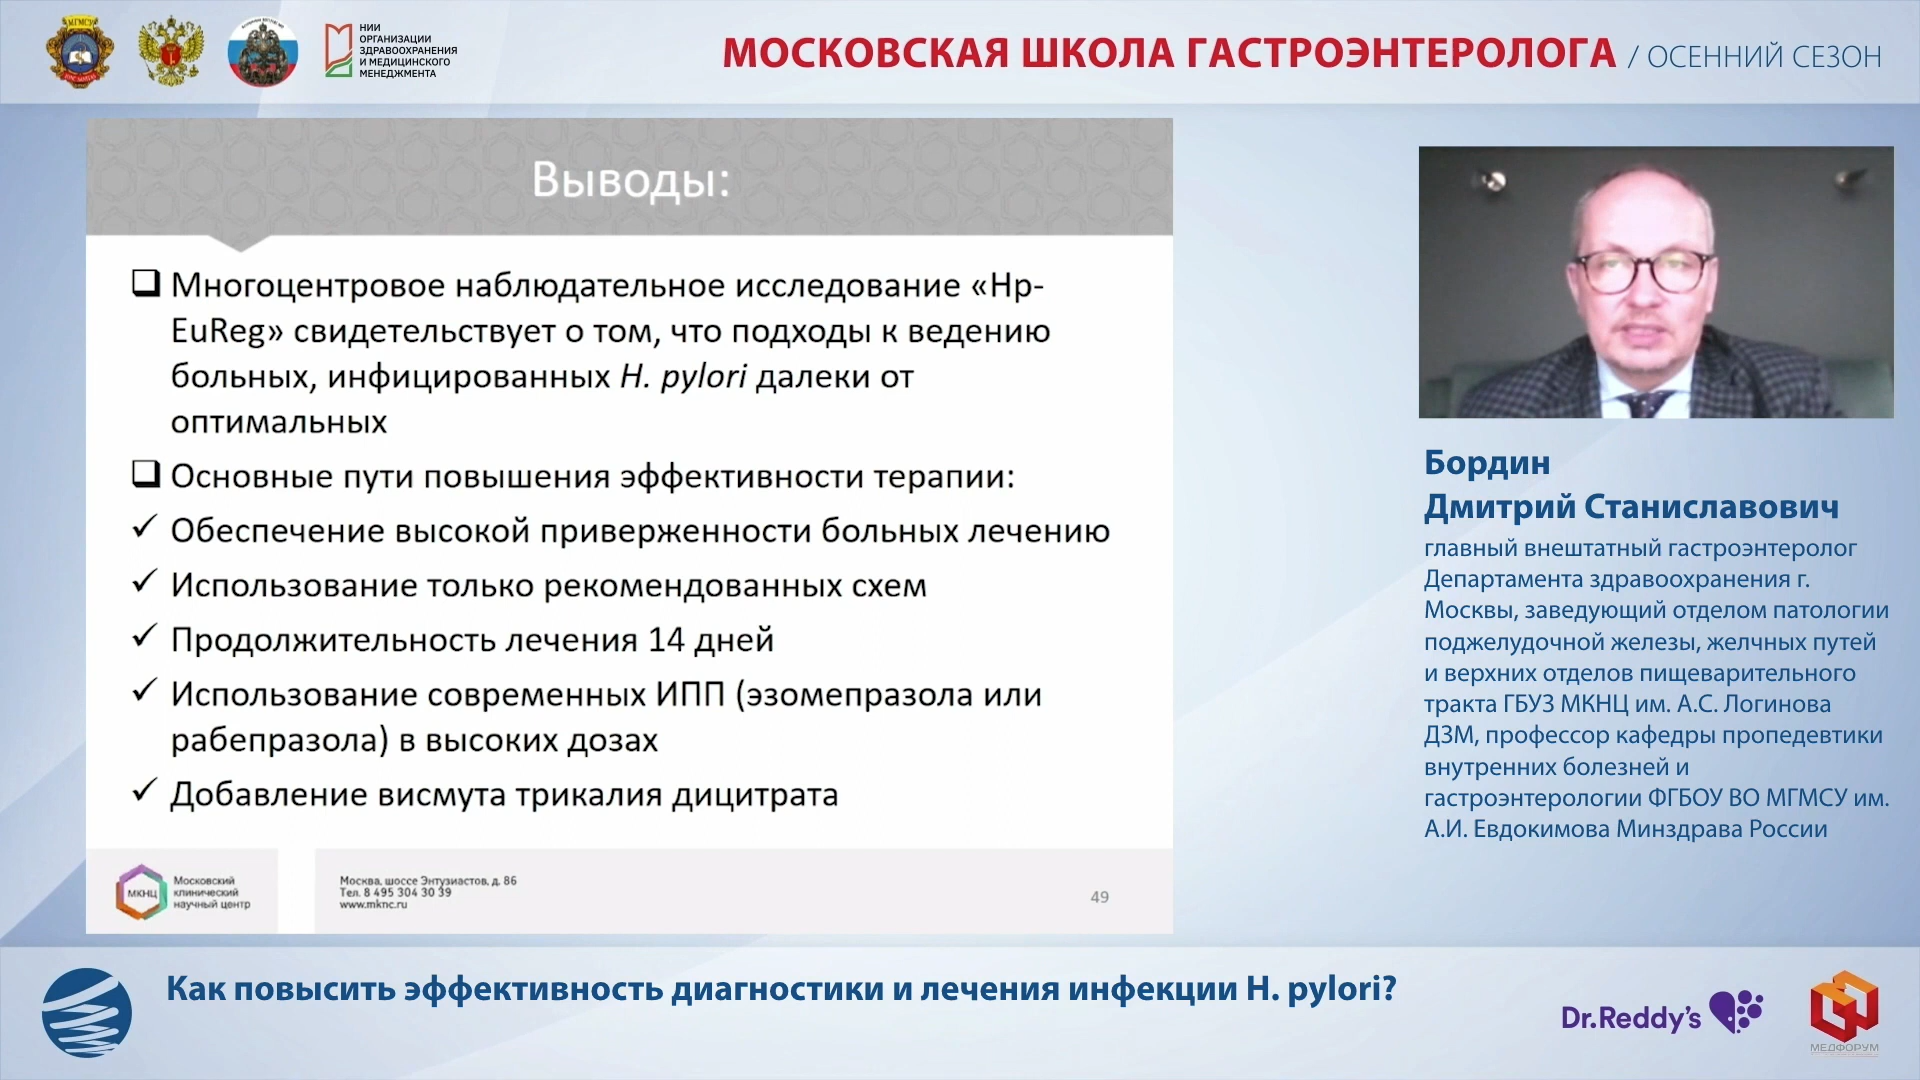 НИИ
ОРГАНИЗАЦИИ
ЗДРАВООХРАНЕНИЯ
И МЕДИЦИНСКОГО
МЕНЕДЖМЕНТА
МОСКОВСКАЯ ШКОЛА ГАСТРОЭНТЕРОЛОГА / ОСЕННИЙ СЕЗОН
Выводы:
Многоцентровое наблюдательное исследование «Hp-
EuReg» свидетельствует о том, что подходы к ведению
больных, инфицированных H. pylori далеки от
оптимальных
Основные пути повышения эффективности терапии:
Обеспечение высокой приверженности больных лечению
Использование только рекомендованных схем
Продолжительность лечения 14 дней
Использование современных ИПП (эзомепразола или
рабепразола) в высоких дозах
Добавление висмута трикалия дицитрата
МКНЦ
Московский
клинический
научный центр
Москва, шоссе Энтузиастов, д. 86
Тел. 8 495 304 30 39
www.mknc.ru
49
Бордин
Дмитрий Станиславович
главный внештатный гастроэнтеролог
Департамента здравоохранения г.
Москвы, заведующий отделом патологии
поджелудочной железы, желчных путей
и верхних отделов пищеварительного
тракта ГБУЗ МКНЦ им. А.С. Логинова
ДЗМ, профессор кафедры пропедевтики
внутренних болезней и
гастроэнтерологии ФГБОУ ВО МГМСУ им.
А.И. Евдокимова Минздрава России
Как повысить эффективность диагностики и лечения инфекции H. pylori?
Dr.Reddy's
МЕДФОРУМ